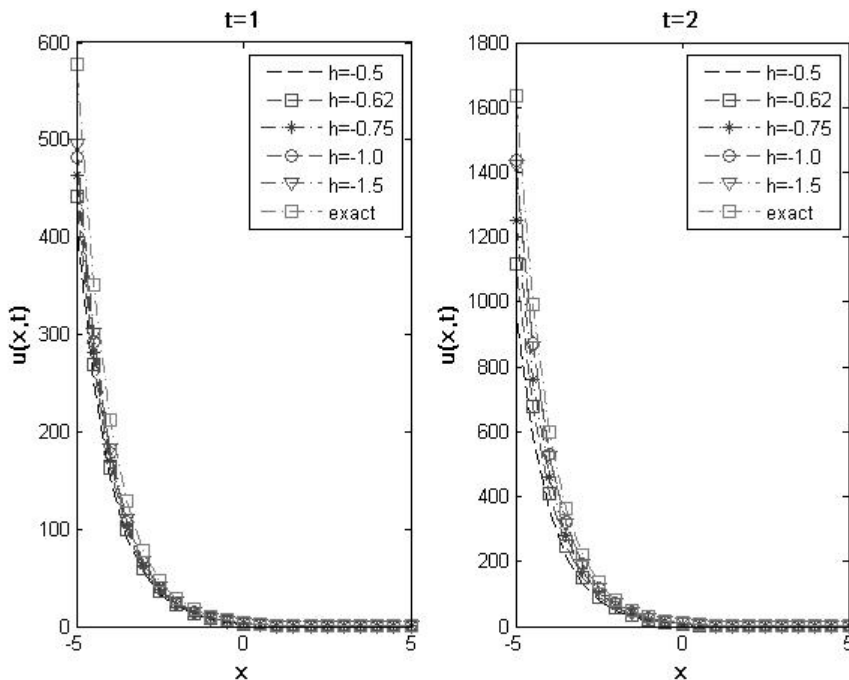 t=1
600
500
400
300
200
100
0
-5
0
5
x
u(x,t)
h=-0.5
h=-0.62
h=-0.75
h=-1.0
h=-1.5
exact
t=2
1800
1600
1400
1200
1000
800
600
400
200
0
-5
0
5
x
u(x,t)
h=-0.5
h=-0.62
h=-0.75
h=-1.0
h=-1.5
exact